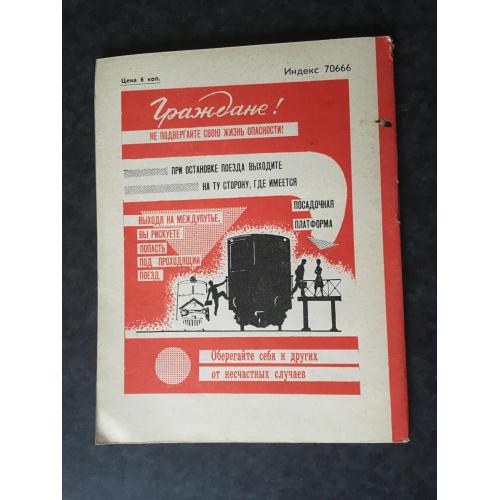 Цена 6 коп.
Индекс 70666
Граждане!
НЕ ПОДВЕРГАЙТЕ СВОЮ ЖИЗНЬ ОПАСНОСТИ!
ПРИ ОСТАНОВКЕ ПОЕЗДА ВЫХОДИТЕ
НА ТУ СТОРОНУ, ГДЕ ИМЕЕТСЯ
ПОСАДОЧНАЯ
ПЛАТФОРМА
ВЫХОДЯ НА МЕЖДУПУТЬЕ,
ВЫ РИСКУЕТЕ
ПОПАСТЬ
ПОД ПРОХОДЯЩИЙ
ПОЕЗД
Оберегайте себя и других
от несчастных случаев